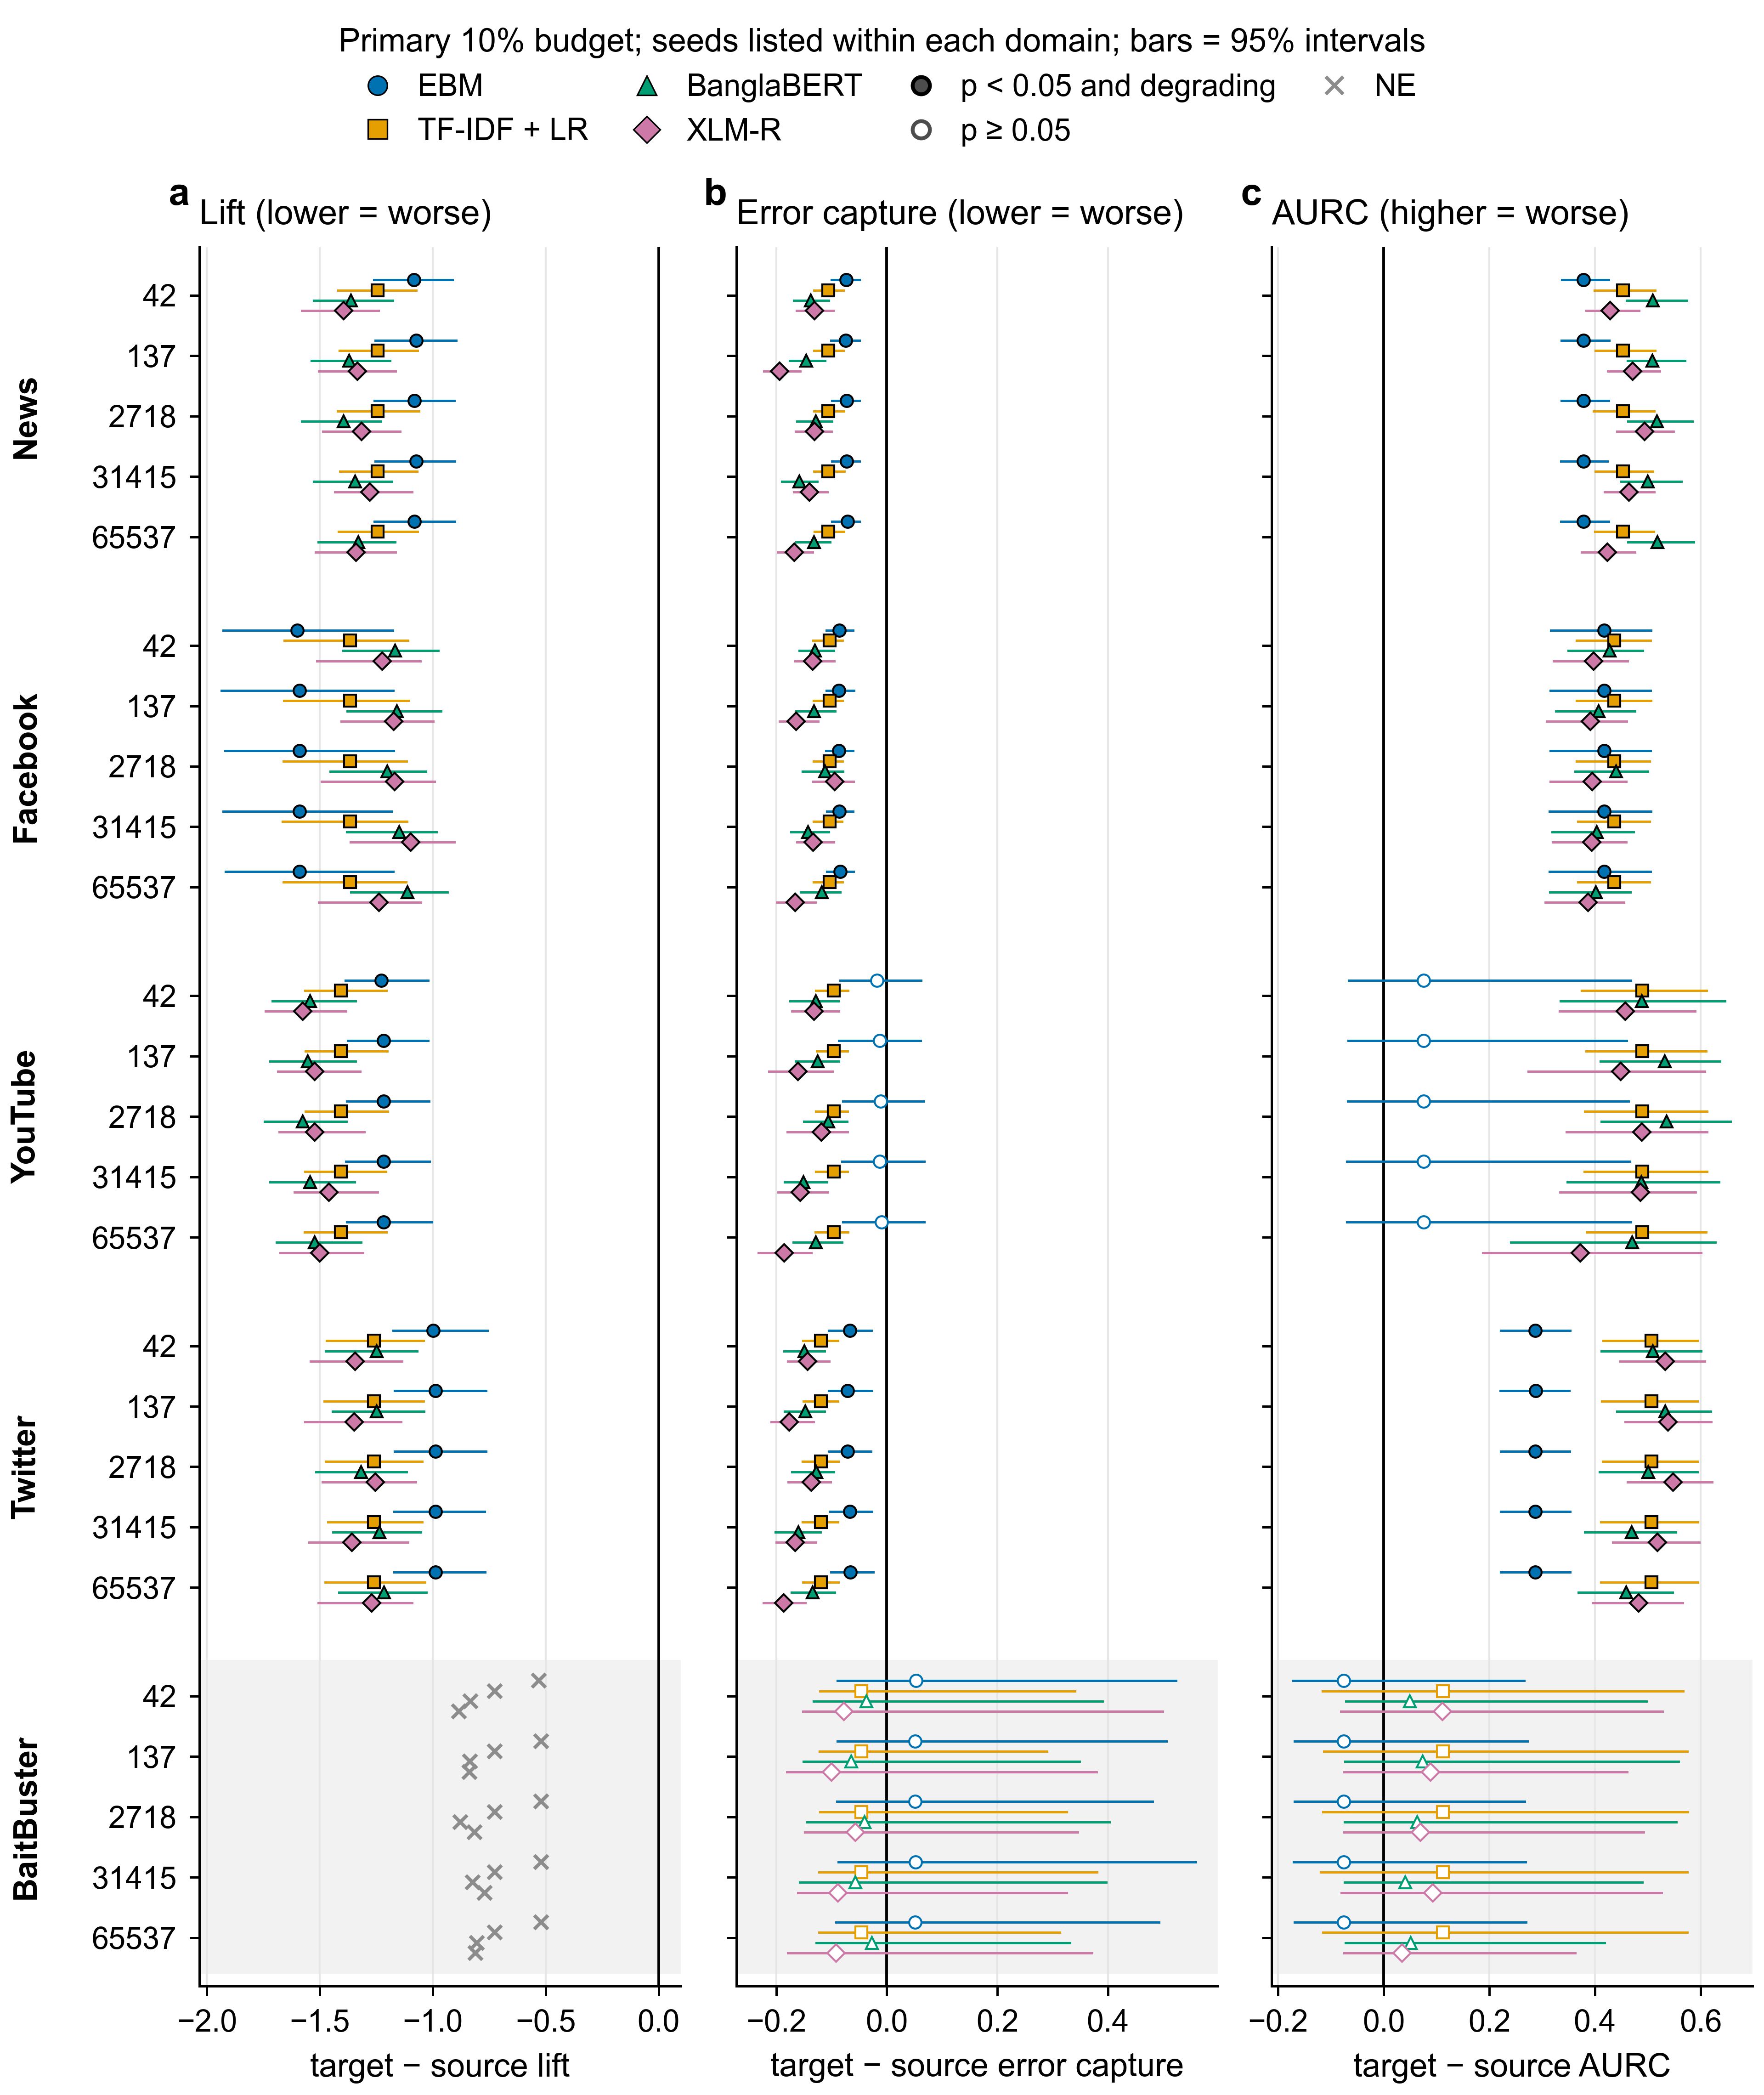 Primary 10% budget; seeds listed within each domain; bars = 95% intervals
EBM BanglaBERT p < 0.05 and degrading NE
TF-IDF + LR XLM-R p ≥ 0.05
a Lift (lower = worse)
b Error capture (lower = worse)
c AURC (higher = worse)
News
42
137
2718
31415
65537
Facebook
42
137
2718
31415
65537
YouTube
42
137
2718
31415
65537
Twitter
42
137
2718
31415
65537
BaitBuster
42
137
2718
31415
65537
−2.0 −1.5 −1.0 −0.5 0.0
target − source lift
−0.2 0.0 0.2 0.4
target − source error capture
−0.2 0.0 0.2 0.4 0.6
target − source AURC